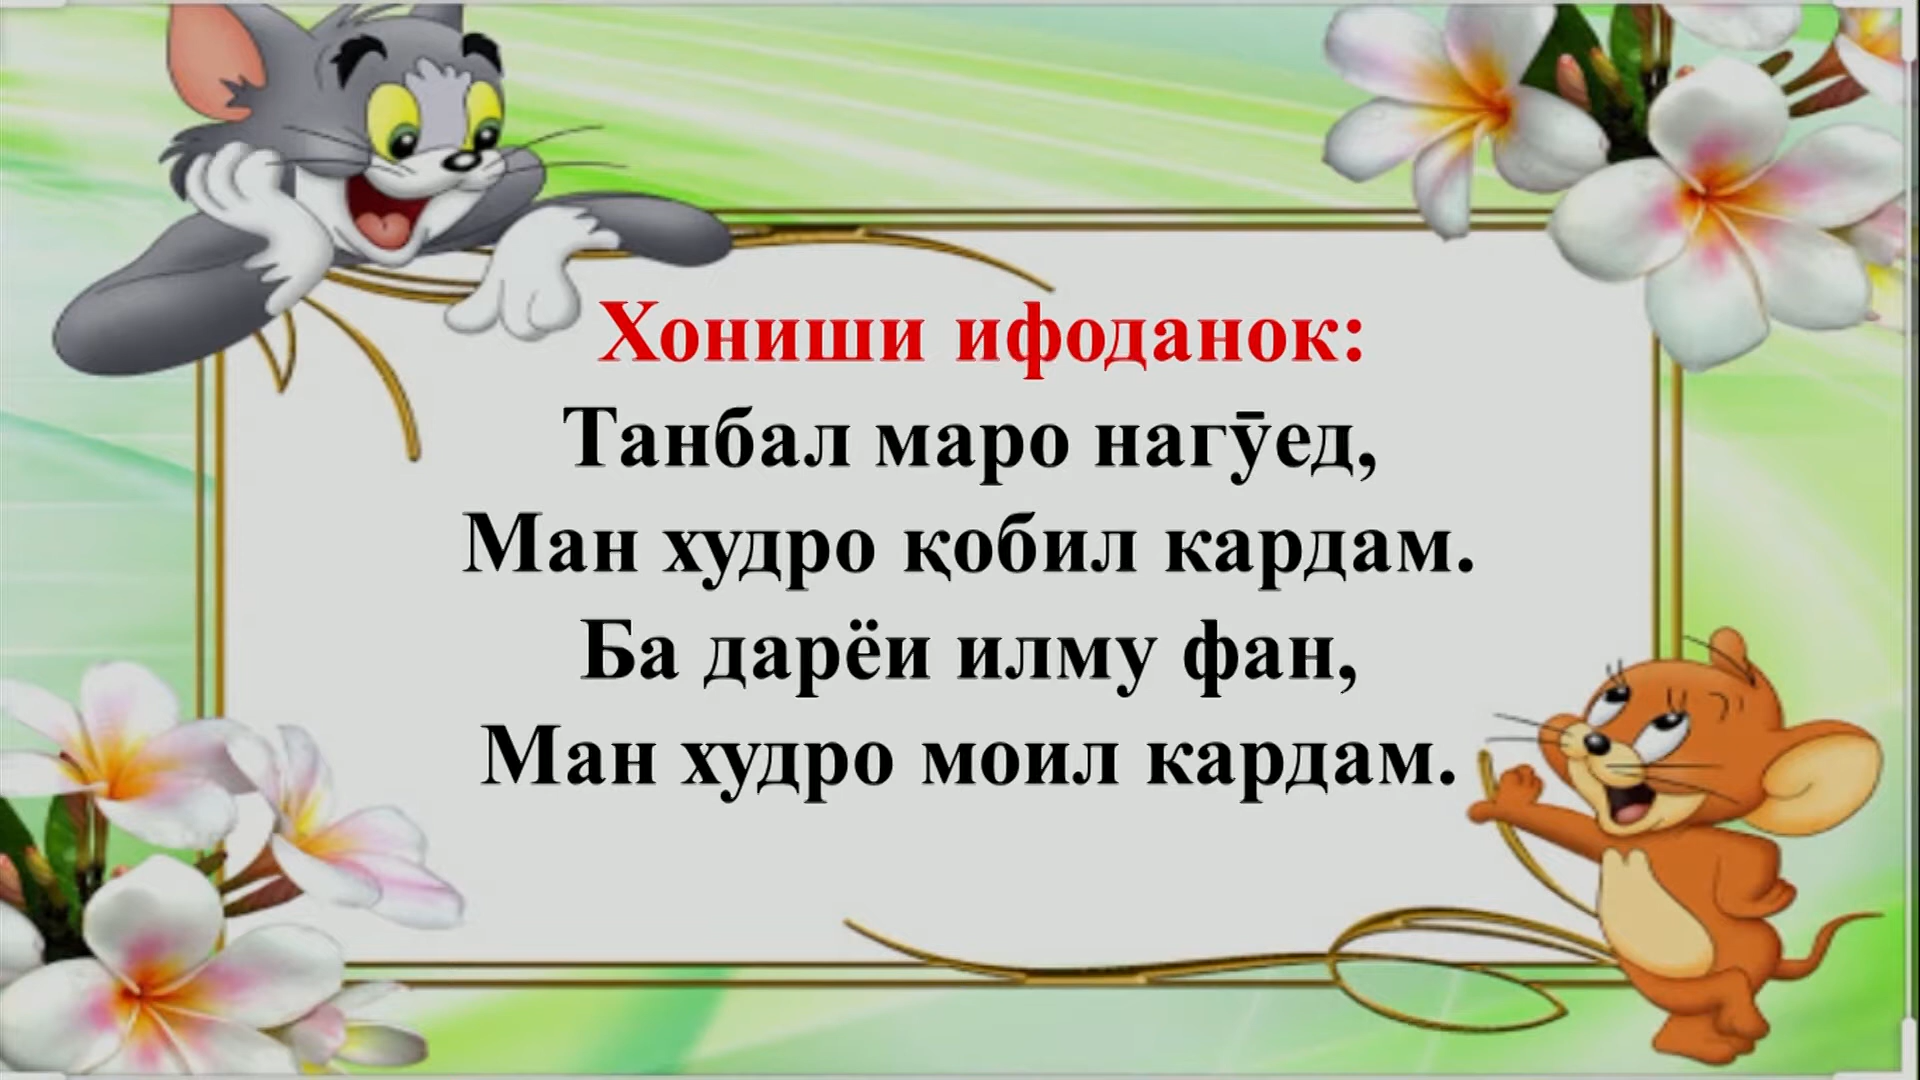 Хониши ифоданок:
Танбал маро нагӯед,
Ман худро қобил кардам.
Ба дарёи илму фан,
Ман худро моил кардам.